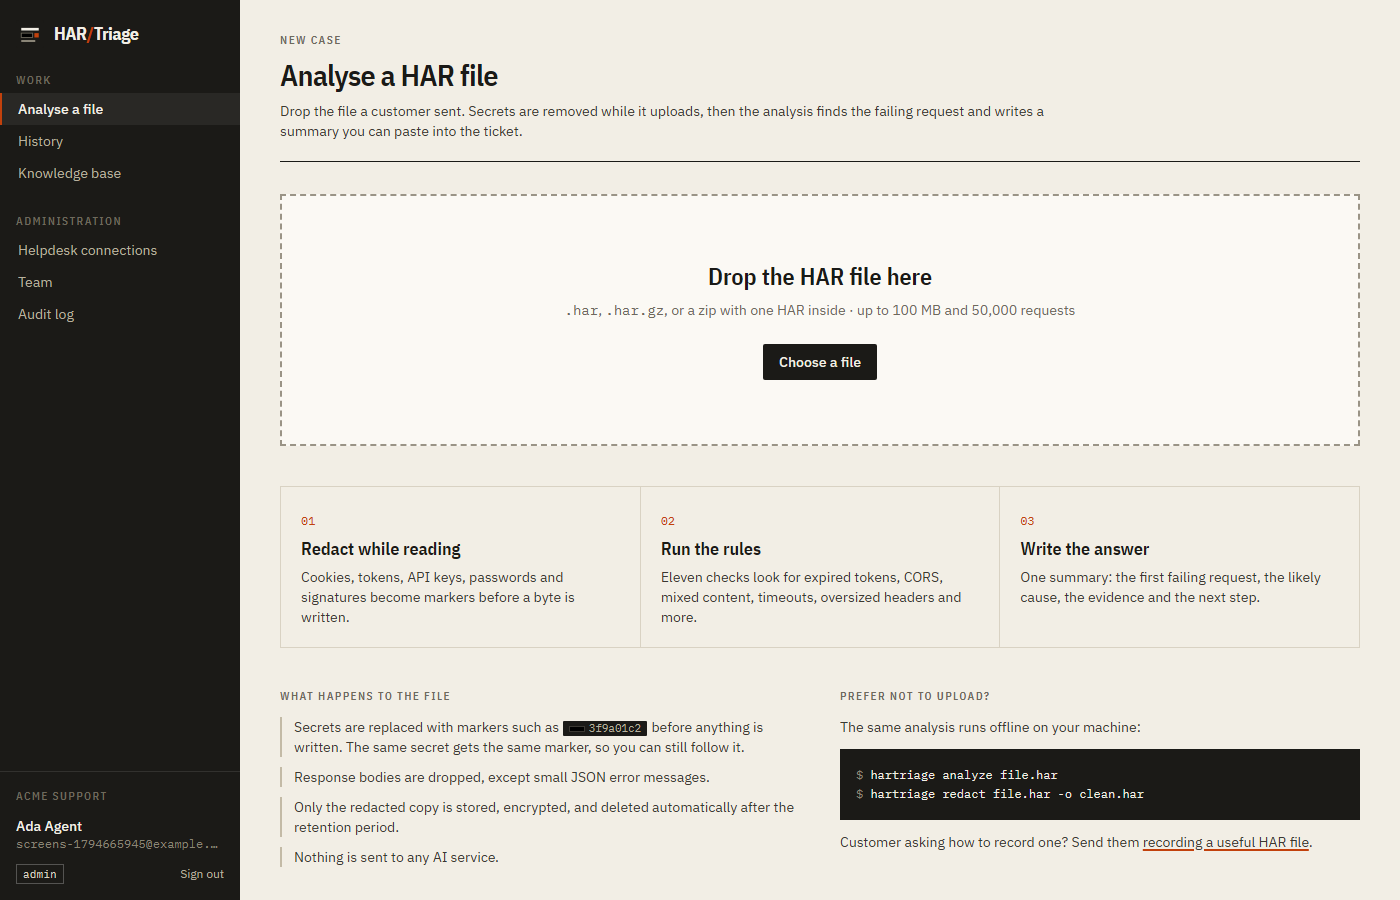 HAR/Triage
WORK
Analyse a file
History
Knowledge base
ADMINISTRATION
Helpdesk connections
Team
Audit log
ACME SUPPORT
Ada Agent
screens-1794665945@example.…
admin
Sign out
NEW CASE
Analyse a HAR file
Drop the file a customer sent. Secrets are removed while it uploads, then the analysis finds the failing request and writes a
summary you can paste into the ticket.
Drop the HAR file here
.har, .har.gz, or a zip with one HAR inside · up to 100 MB and 50,000 requests
Choose a file
01
Redact while reading
Cookies, tokens, API keys, passwords and
signatures become markers before a byte is
written.
02
Run the rules
Eleven checks look for expired tokens, CORS,
mixed content, timeouts, oversized headers and
more.
03
Write the answer
One summary: the first failing request, the likely
cause, the evidence and the next step.
WHAT HAPPENS TO THE FILE
Secrets are replaced with markers such as 3f9a01c2 before anything is
written. The same secret gets the same marker, so you can still follow it.
Response bodies are dropped, except small JSON error messages.
Only the redacted copy is stored, encrypted, and deleted automatically after the
retention period.
Nothing is sent to any AI service.
PREFER NOT TO UPLOAD?
The same analysis runs offline on your machine:
$ hartriage analyze file.har
$ hartriage redact file.har -o clean.har
Customer asking how to record one? Send them recording a useful HAR file.